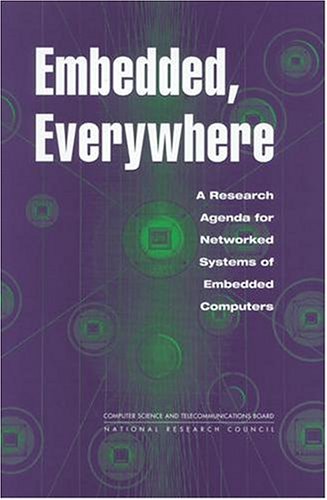 Embedded,
Everywhere
A Research
Agenda for
Networked
Systems of
Embedded
Computers
COMPUTER SCIENCE AND TELECOMMUNICATIONS BOARD
NATIONAL RESEARCH COUNCIL